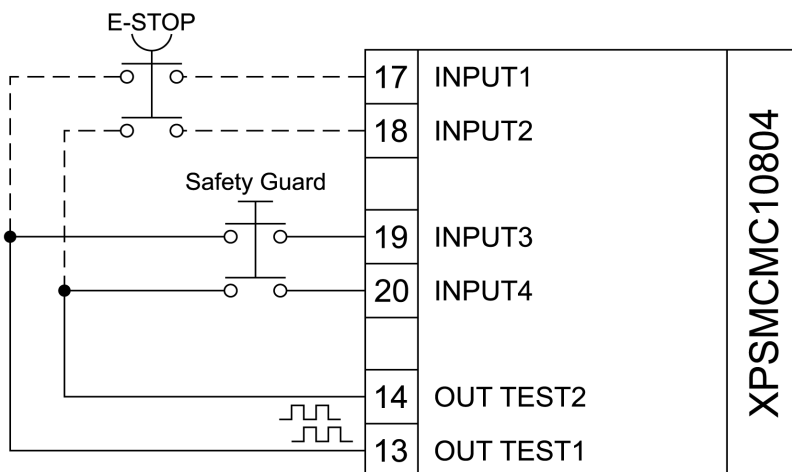 E-STOP
17 INPUT1
18 INPUT2
Safety Guard
19 INPUT3
20 INPUT4
14 OUT TEST2
13 OUT TEST1
XPSMCMC10804